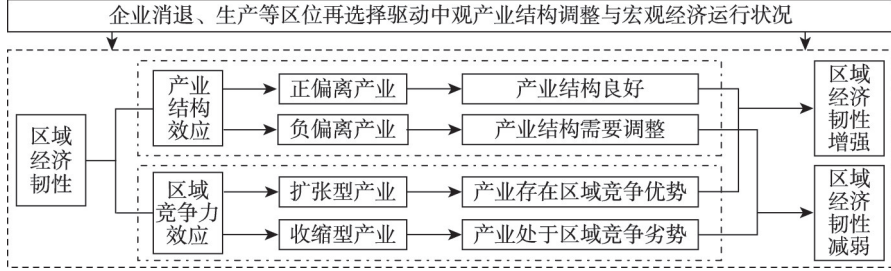 企业消退、生产等区位再选择驱动中观产业结构调整与宏观经济运行状况
区域
经济
韧性
产业
结构
效应
正偏离产业
产业结构良好
负偏离产业
产业结构需要调整
区域
竞争力
效应
扩张型产业
产业存在区域竞争优势
收缩型产业
产业处于区域竞争劣势
区域
经济
韧性
增强
区域
经济
韧性
减弱